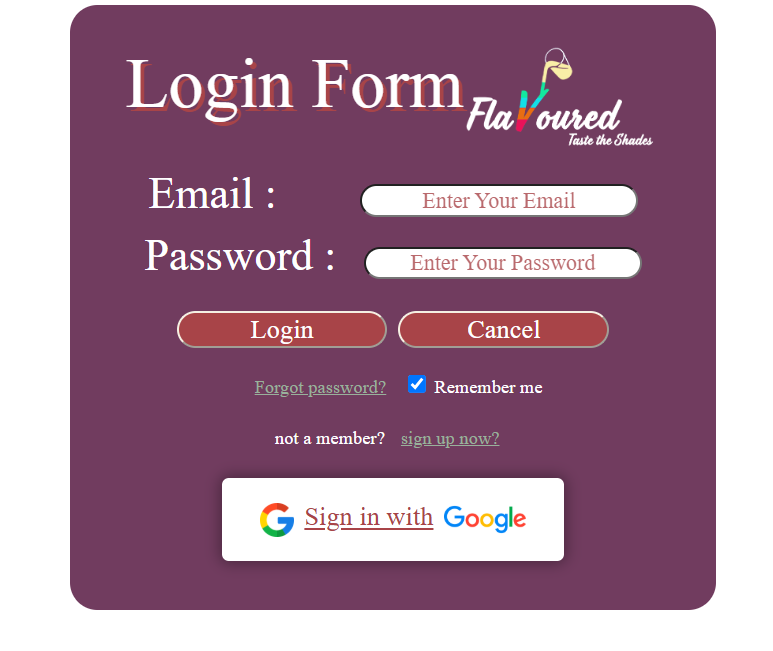 Login Form
FlaVoured
Taste the Shades
Email :
Enter Your Email
Password :
Enter Your Password
Login
Cancel
Forgot password?
Remember me
not a member?
sign up now?
G Sign in with Google